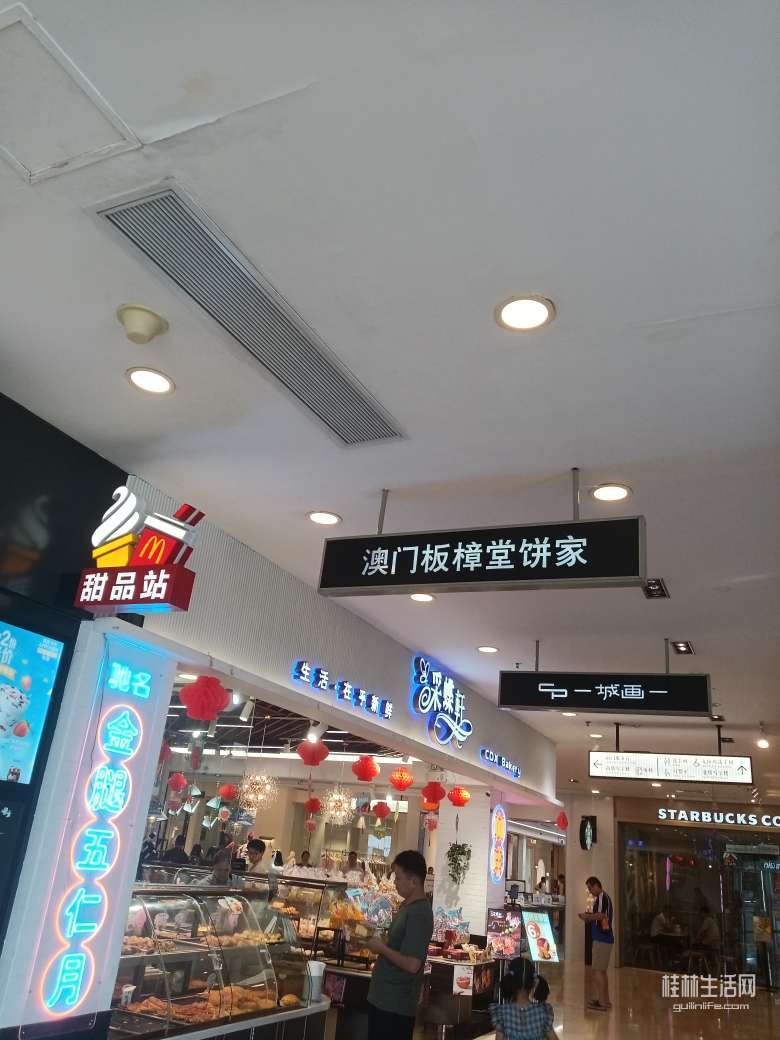 澳门板樟堂饼家
甜品站
驰名
金腿五仁月
生活·在于新鲜
采蝶轩
CDX Bakery
一城画一
STARBUCKS CO
桂林生活网
guilinlife.com